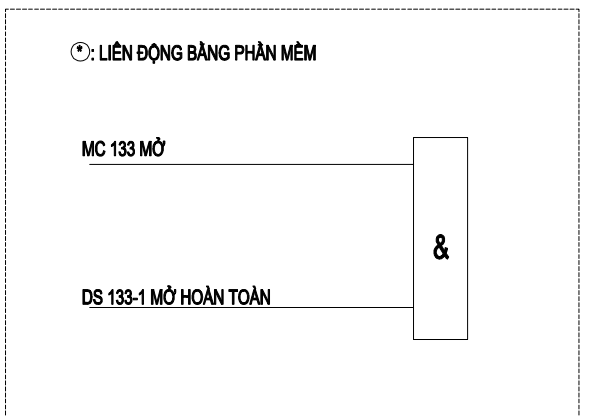 (*): LIÊN ĐỘNG BẰNG PHẦN MỀM
MC 133 MỞ
&
DS 133-1 MỞ HOÀN TOÀN